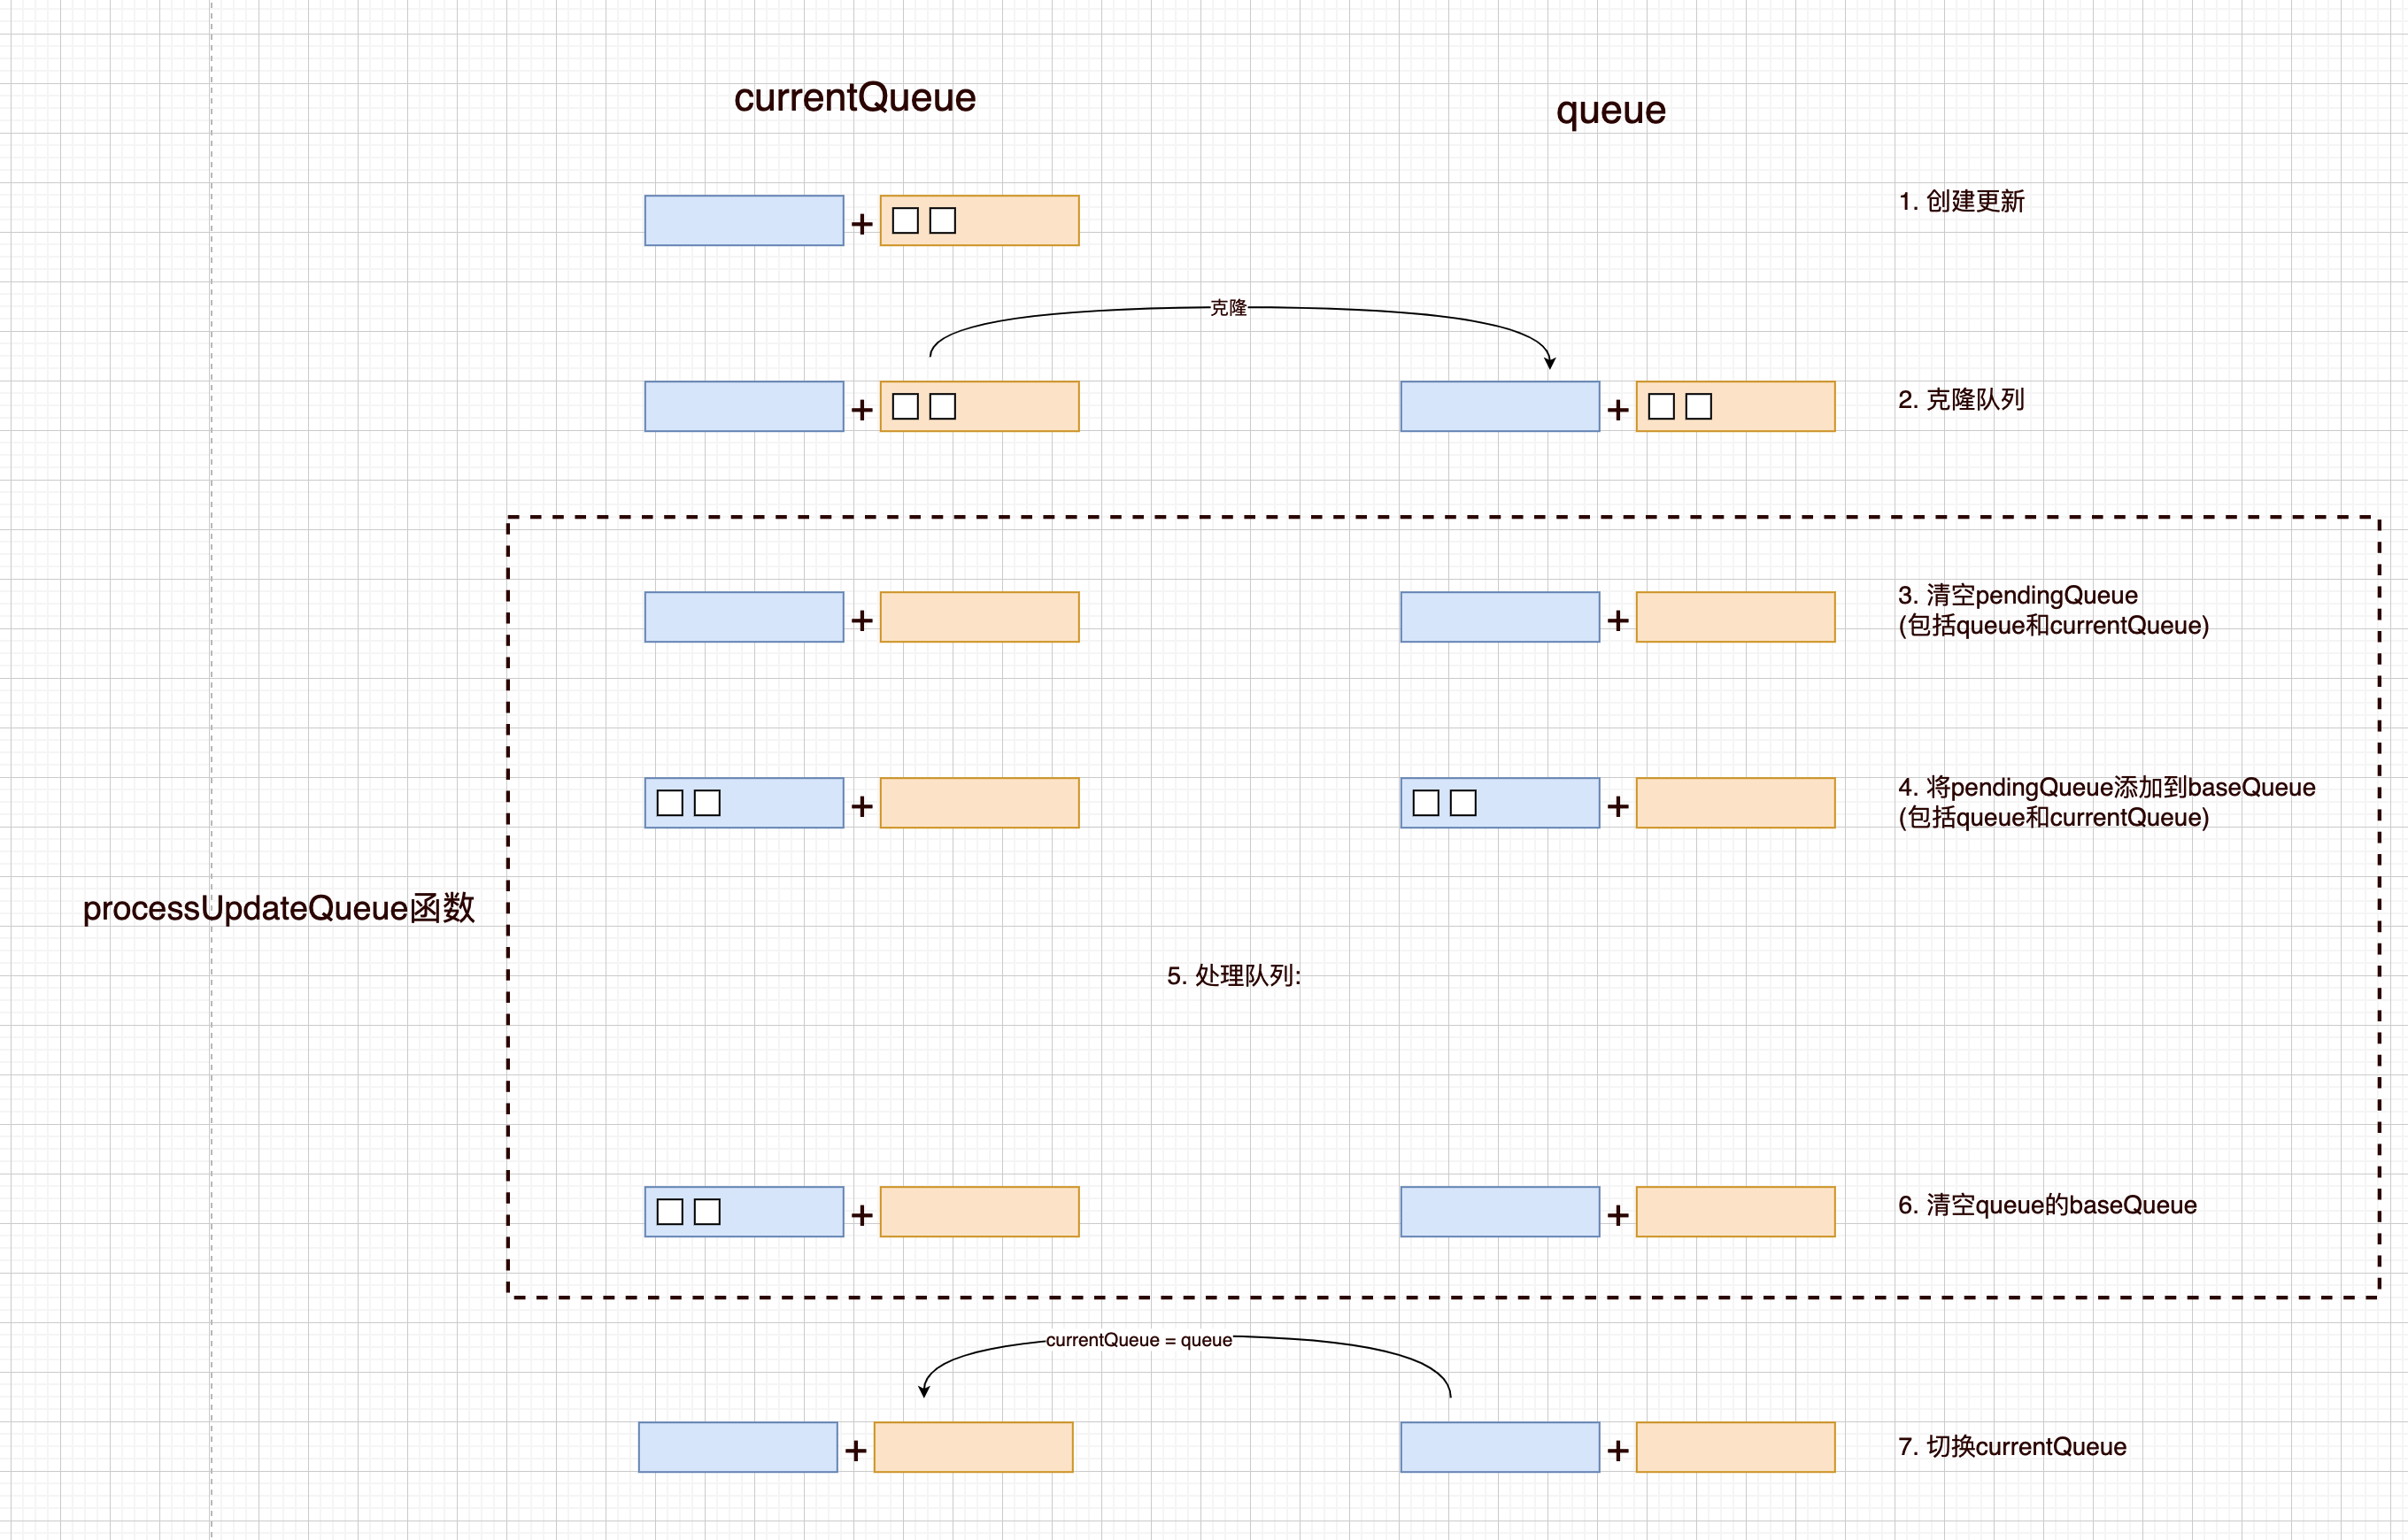 currentQueue
queue
1. 创建更新
克隆
2. 克隆队列
3. 清空pendingQueue
(包括queue和currentQueue)
4. 将pendingQueue添加到baseQueue
(包括queue和currentQueue)
processUpdateQueue函数
5. 处理队列:
6. 清空queue的baseQueue
currentQueue = queue
7. 切换currentQueue